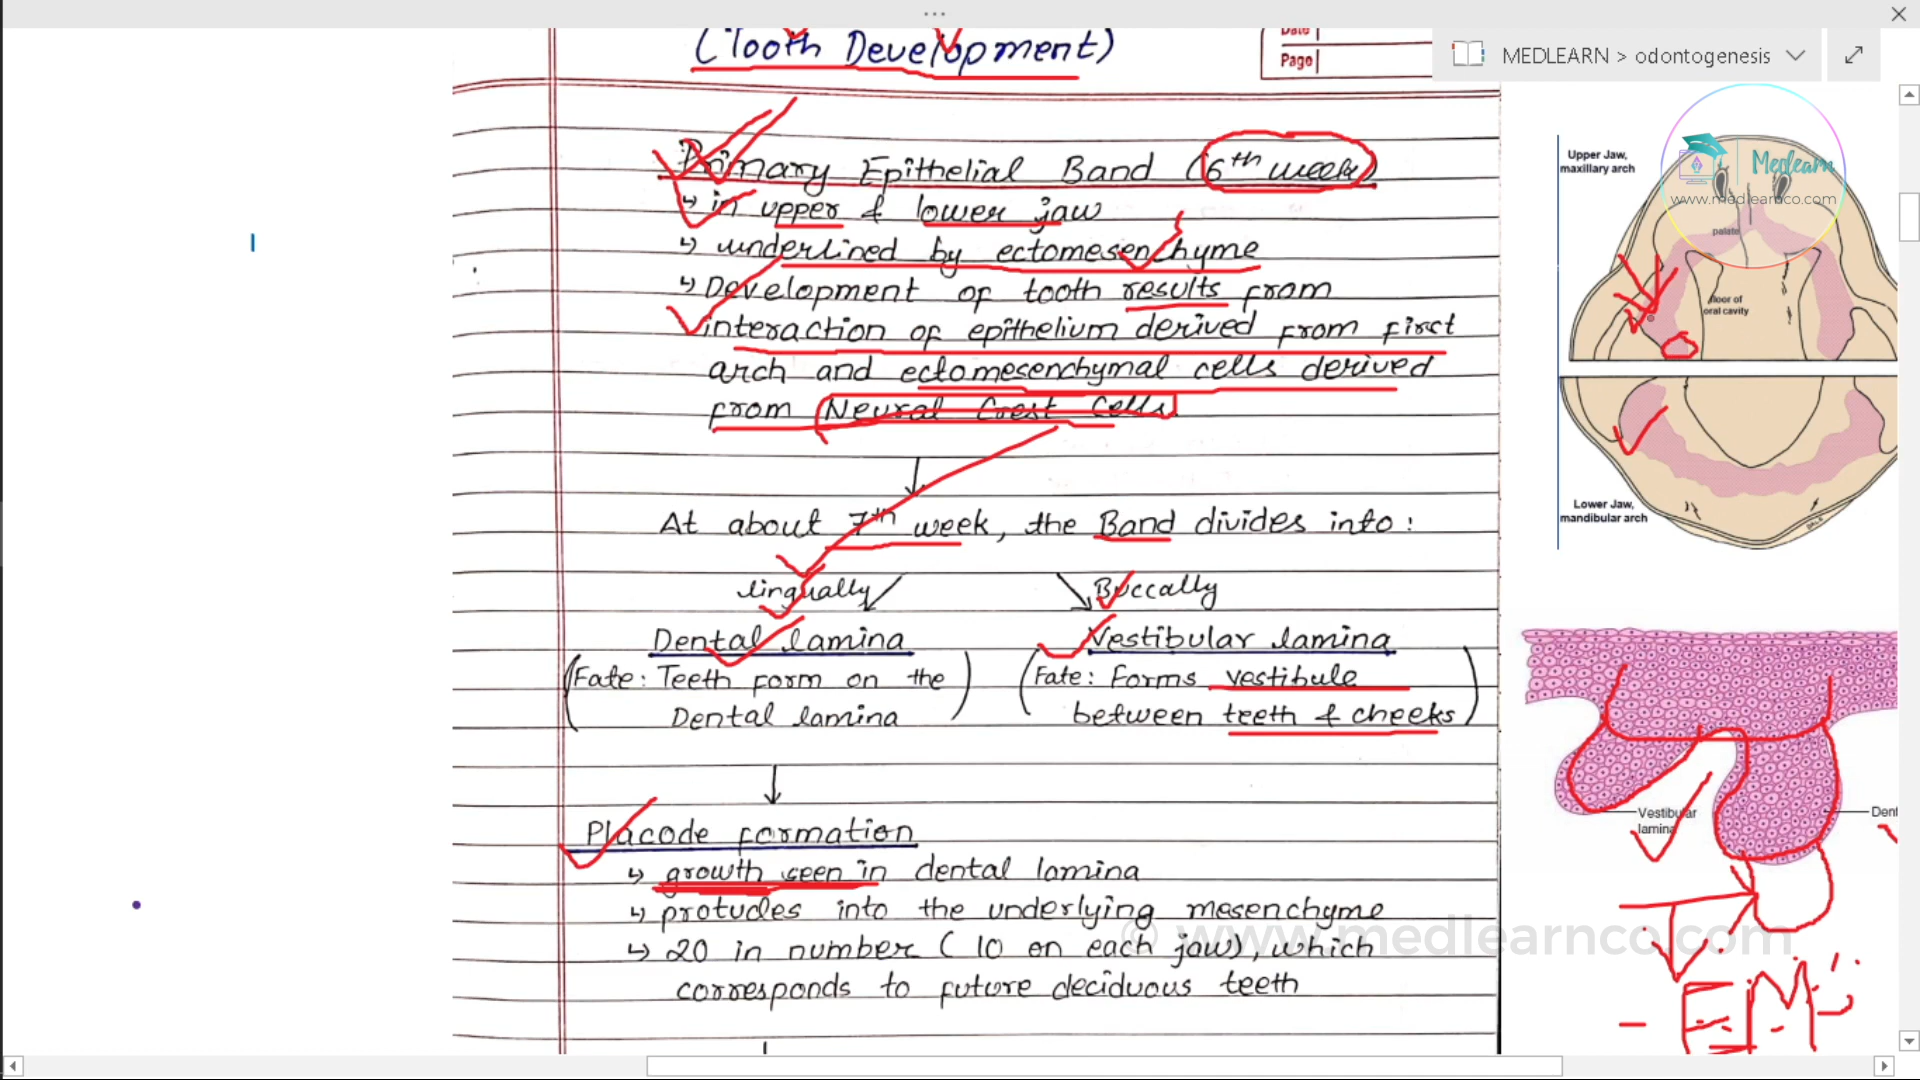 MEDLEARN > odontogenesis
(Tooth Development)
Date
Page
Primary Epithelial Band (6th week)
↳ in upper & lower jaw
↳ underlined by ectomesenchyme
↳ Development of tooth results from
interaction of epithelium derived from first
arch and ectomesenchymal cells derived
from Neural Crest Cells
At about 7th week, the Band divides into:
lingually
Buccally
Dental lamina
Vestibular lamina
(Fate: Teeth form on the
Dental lamina)
(Fate: Forms vestibule
between teeth & cheeks)
Placode formation
↳ growth seen in dental lamina
↳ protudes into the underlying mesenchyme
↳ 20 in number (10 on each jaw), which
corresponds to future deciduous teeth
© www.medlearnco.com
Upper Jaw,
maxillary arch
Medlearn
www.medlearnco.com
palate
floor of
oral cavity
Lower Jaw,
mandibular arch
Vestibular
lamina
Dent
- EMS